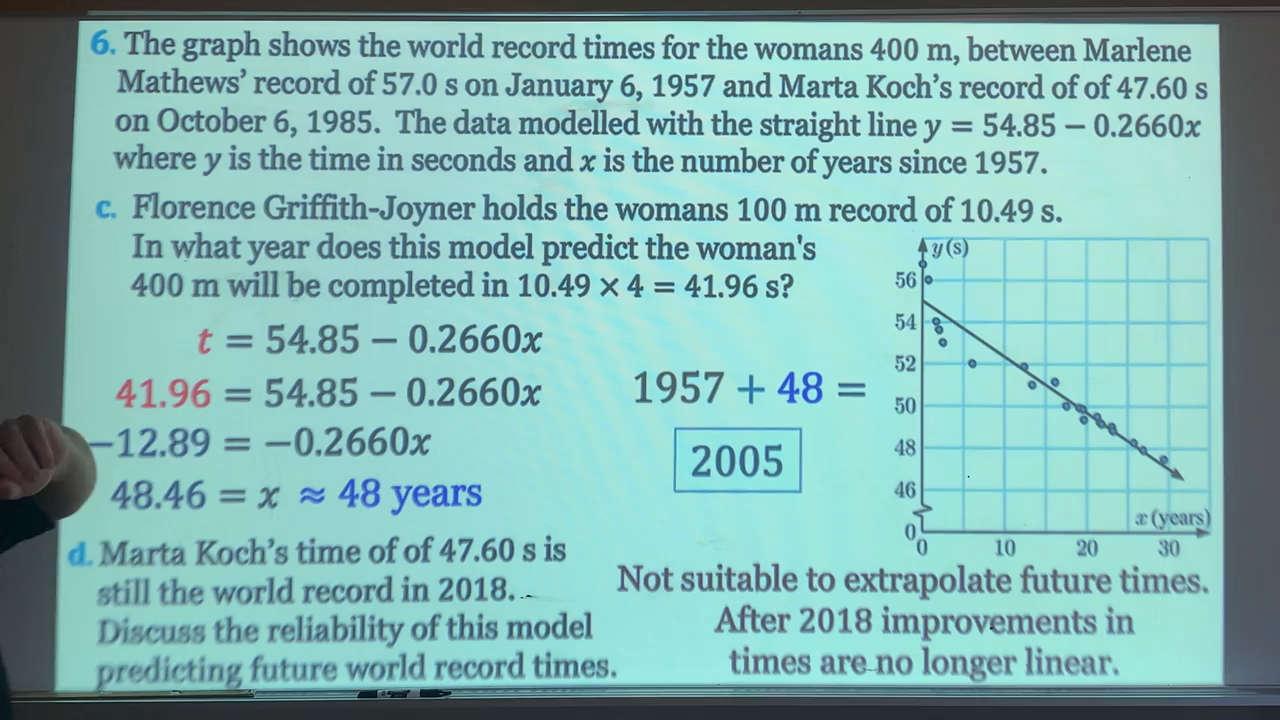 6. The graph shows the world record times for the womans 400 m, between Marlene
Mathews' record of 57.0 s on January 6, 1957 and Marta Koch's record of of 47.60 s
on October 6, 1985. The data modelled with the straight line y = 54.85 − 0.2660x
where y is the time in seconds and x is the number of years since 1957.
c. Florence Griffith-Joyner holds the womans 100 m record of 10.49 s.
In what year does this model predict the woman's
400 m will be completed in 10.49 × 4 = 41.96 s?
t = 54.85 − 0.2660x
41.96 = 54.85 − 0.2660x
−12.89 = −0.2660x
48.46 = x ≈ 48 years
1957 + 48 =
2005
y (s)
56
54
52
50
48
46
0
x (years)
0 10 20 30
d. Marta Koch's time of of 47.60 s is
still the world record in 2018.
Discuss the reliability of this model
predicting future world record times.
Not suitable to extrapolate future times.
After 2018 improvements in
times are no longer linear.